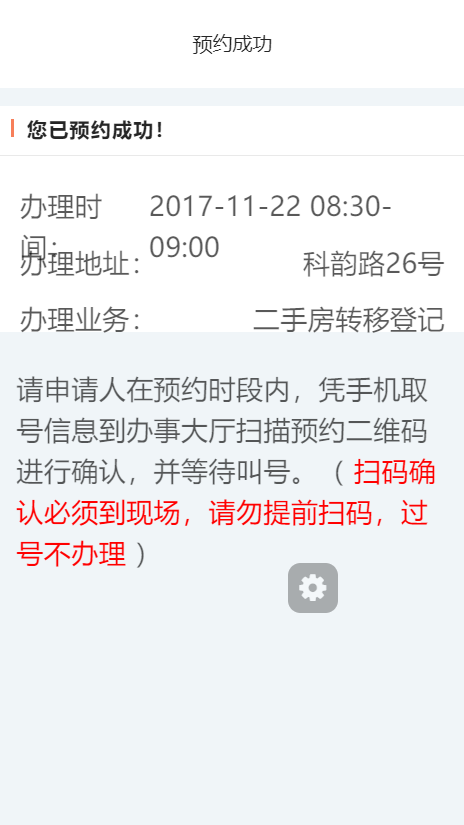 预约成功
您已预约成功！
办理时 2017-11-22 08:30-
间： 09:00
办理地址： 科韵路26号
办理业务： 二手房转移登记
请申请人在预约时段内，凭手机取
号信息到办事大厅扫描预约二维码
进行确认，并等待叫号。（扫码确
认必须到现场，请勿提前扫码，过
号不办理）